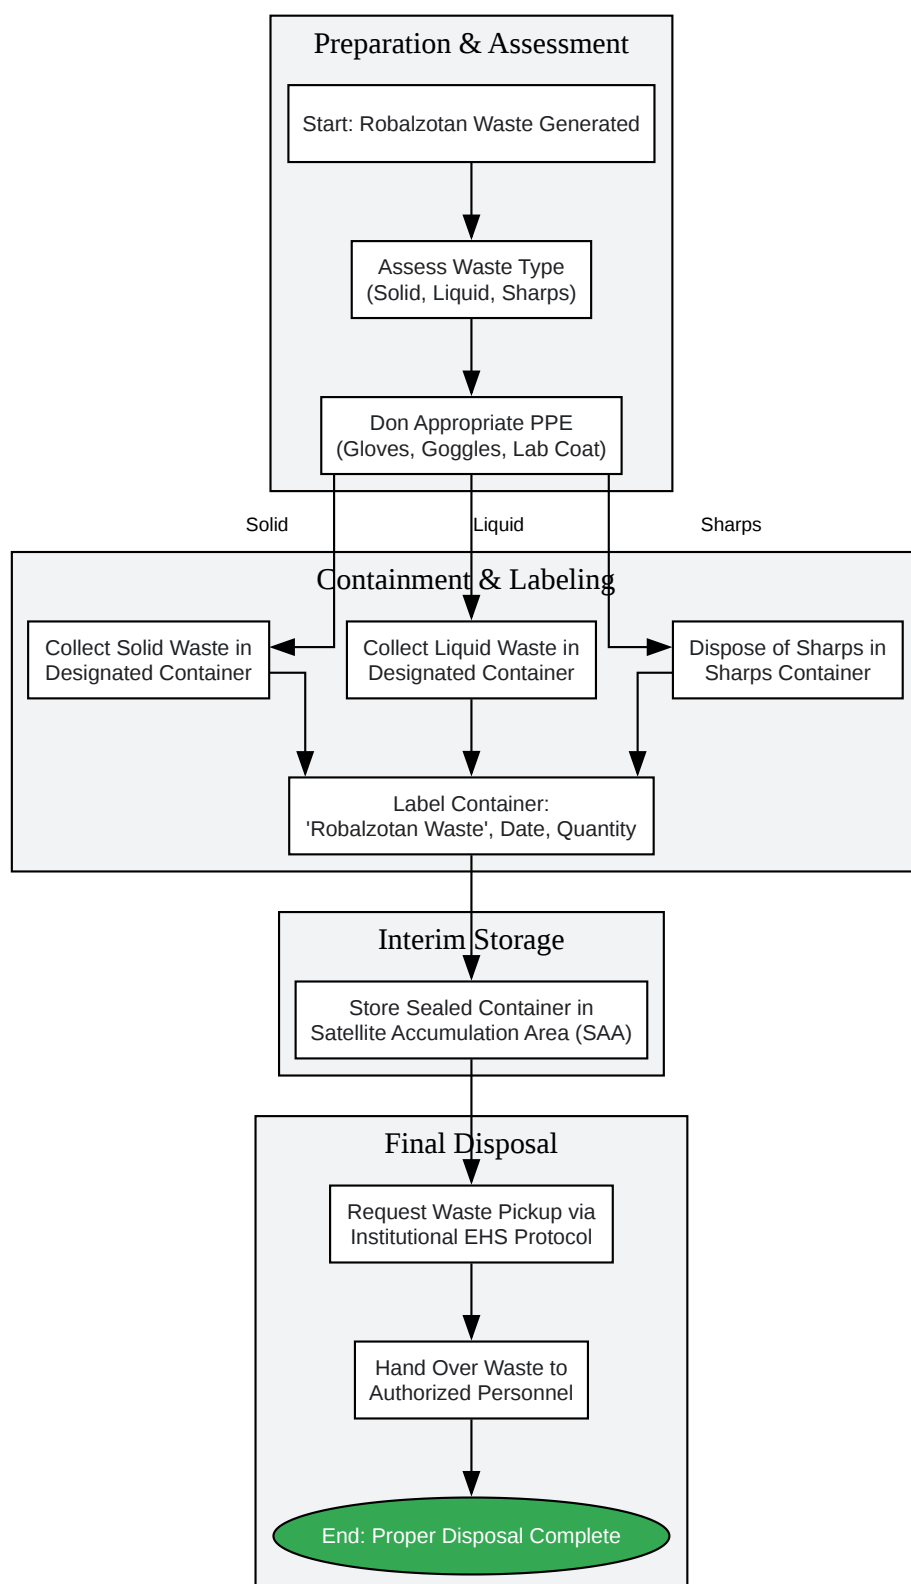 Preparation & Assessment
Start: Robalzotan Waste Generated
Assess Waste Type
(Solid, Liquid, Sharps)
Don Appropriate PPE
(Gloves, Goggles, Lab Coat)
Solid
Liquid
Sharps
Containment & Labeling
Collect Solid Waste in
Designated Container
Collect Liquid Waste in
Designated Container
Dispose of Sharps in
Sharps Container
Label Container:
'Robalzotan Waste', Date, Quantity
Interim Storage
Store Sealed Container in
Satellite Accumulation Area (SAA)
Final Disposal
Request Waste Pickup via
Institutional EHS Protocol
Hand Over Waste to
Authorized Personnel
End: Proper Disposal Complete